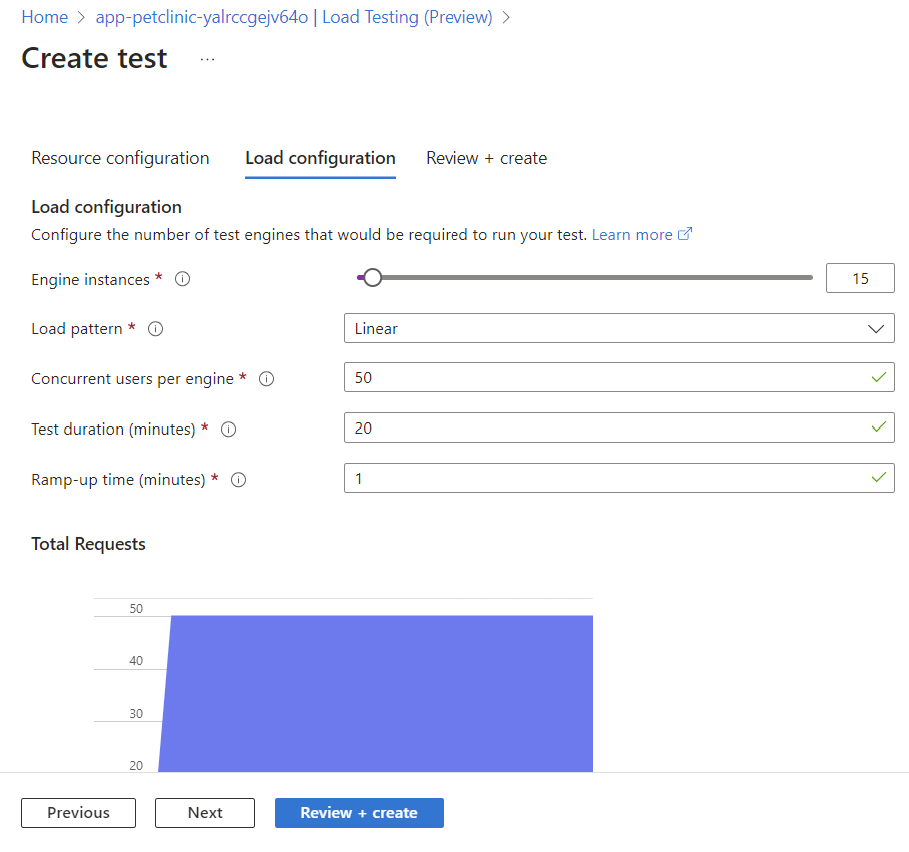 Home > app-petclinic-yalrccgejv64o | Load Testing (Preview) >
Create test ...
Resource configuration Load configuration Review + create
Load configuration
Configure the number of test engines that would be required to run your test. Learn more
Engine instances * 15
Load pattern * Linear
Concurrent users per engine * 50
Test duration (minutes) * 20
Ramp-up time (minutes) * 1
Total Requests
50
40
30
20
Previous Next Review + create